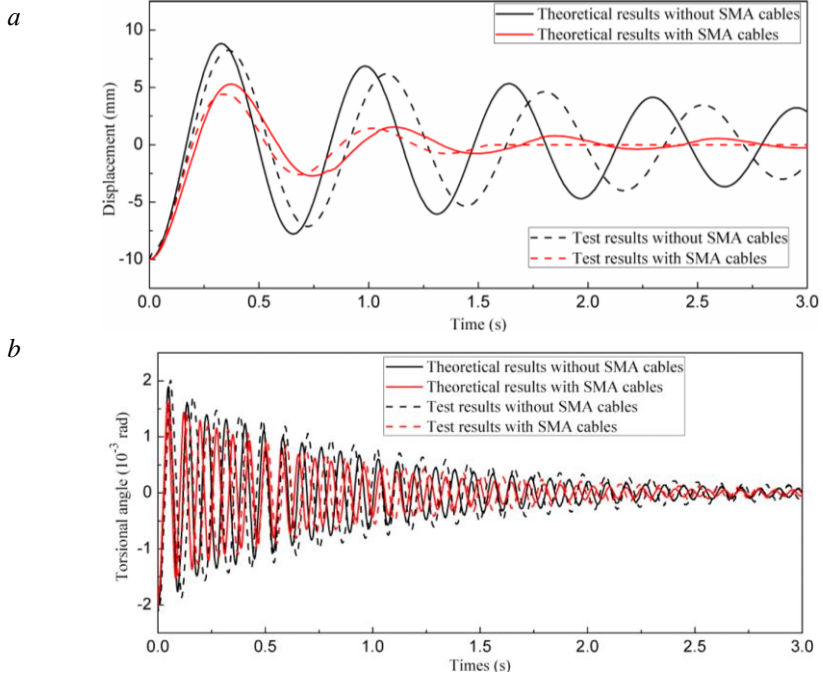 a
Theoretical results without SMA cables
Theoretical results with SMA cables
10
5
0
-5
-10
Displacement (mm)
Test results without SMA cables
Test results with SMA cables
0.0
0.5
1.0
1.5
2.0
2.5
3.0
Time (s)
b
Theoretical results without SMA cables
Theoretical results with SMA cables
Test results without SMA cables
Test results with SMA cables
2
1
0
-1
-2
Torsional angle (10⁻³ rad)
0.0
0.5
1.0
1.5
2.0
2.5
3.0
Times (s)